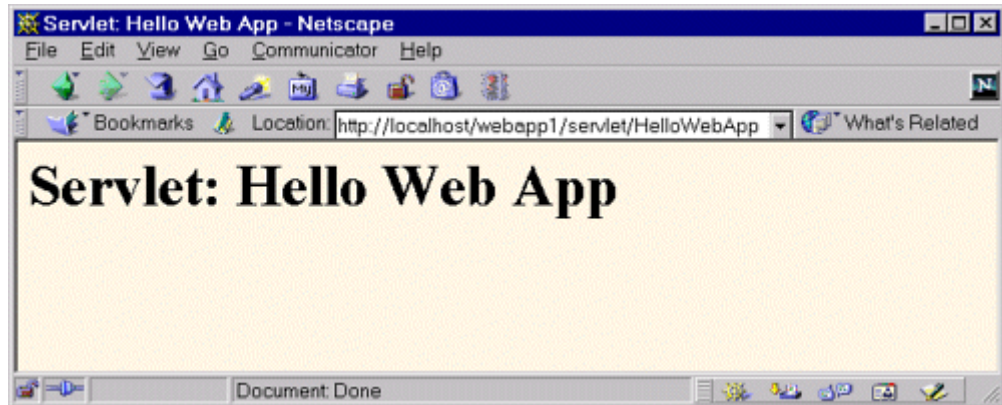 Servlet: Hello Web App - Netscape
File Edit View Go Communicator Help
My
N
Bookmarks Location: http://localhost/webapp1/servlet/HelloWebApp What's Related
Servlet: Hello Web App
Document: Done